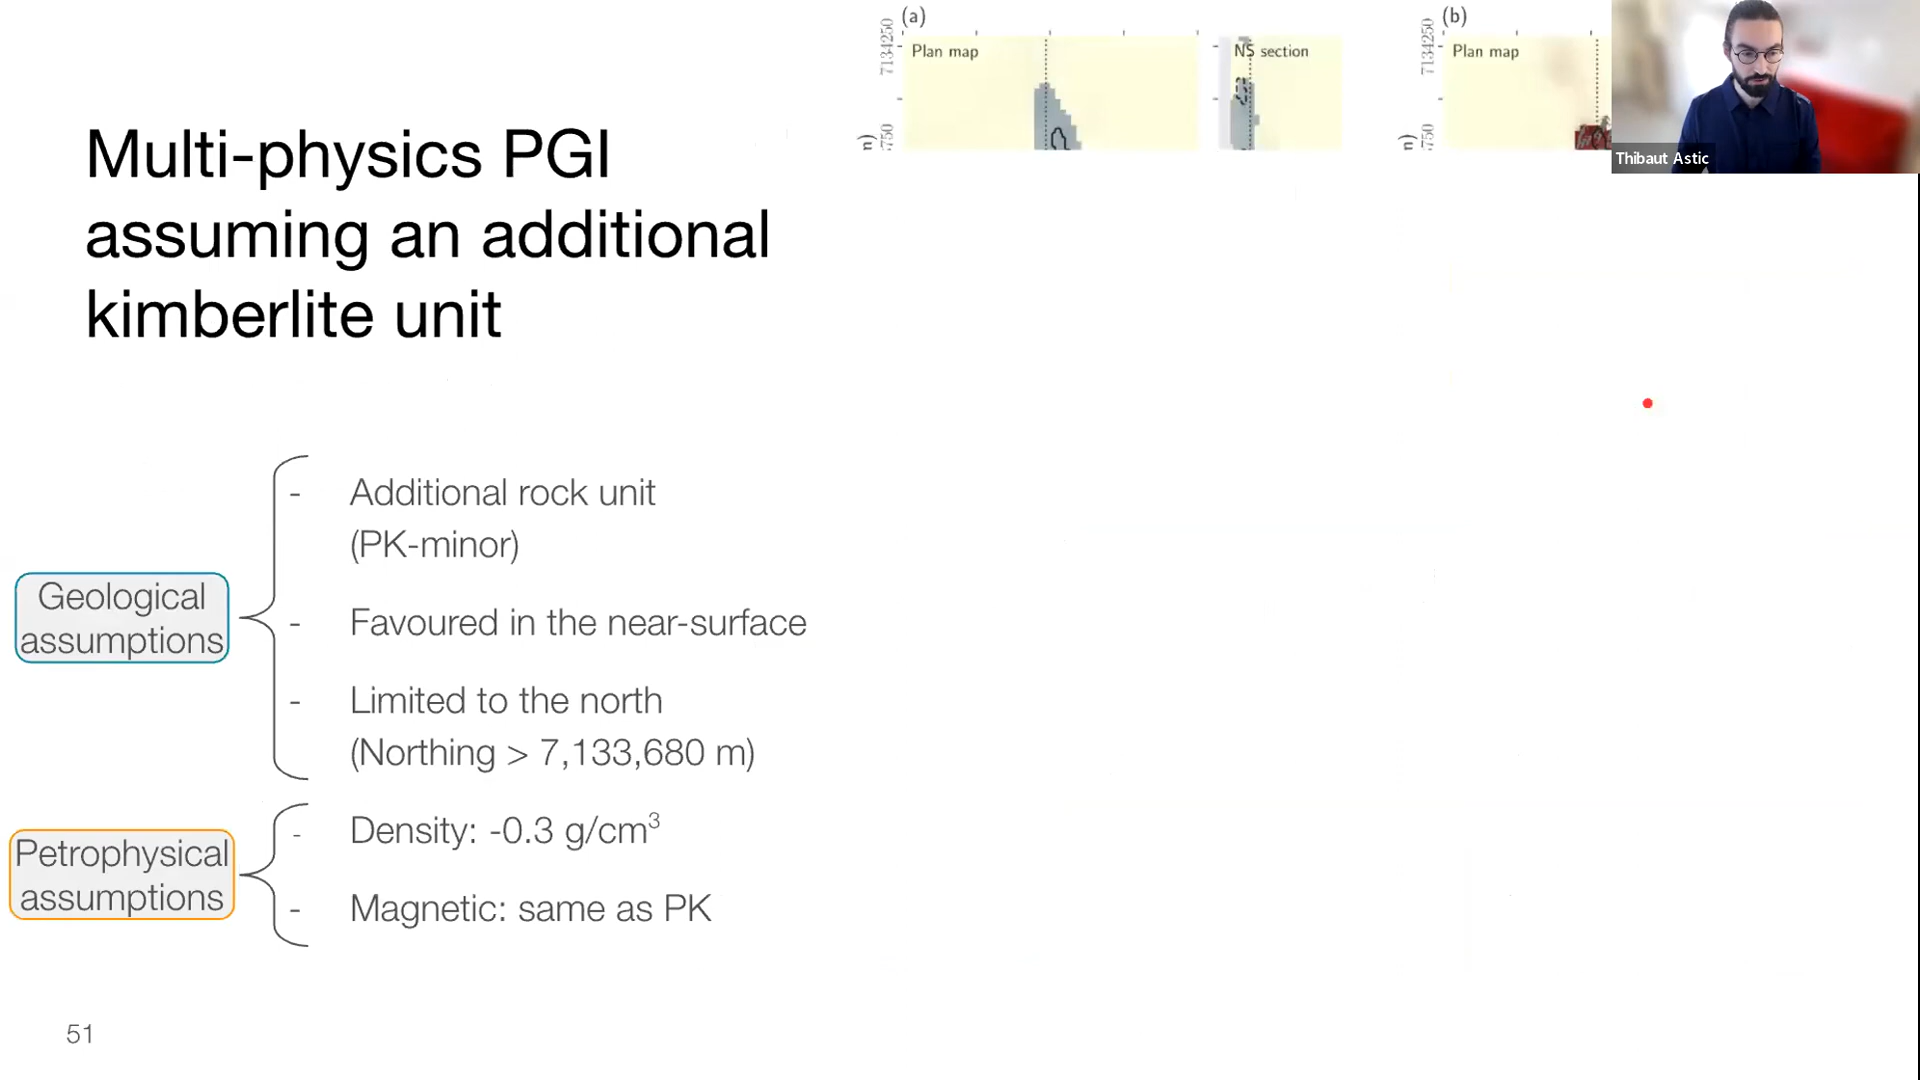 (a)
Plan map
NS section
7134250
750
n)
(b)
Plan map
7134250
750
n)
Thibaut Astic
Multi-physics PGI
assuming an additional
kimberlite unit
Geological
assumptions
- Additional rock unit
(PK-minor)
- Favoured in the near-surface
- Limited to the north
(Northing > 7,133,680 m)
Petrophysical
assumptions
- Density: -0.3 g/cm³
- Magnetic: same as PK
51